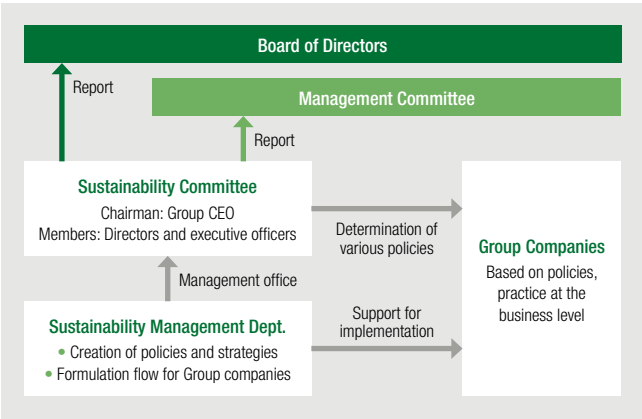 Board of Directors
Report
Management Committee
Report
Sustainability Committee
Chairman: Group CEO
Members: Directors and executive officers
Determination of
various policies
Group Companies
Based on policies,
practice at the
business level
Management office
Sustainability Management Dept.
• Creation of policies and strategies
• Formulation flow for Group companies
Support for
implementation